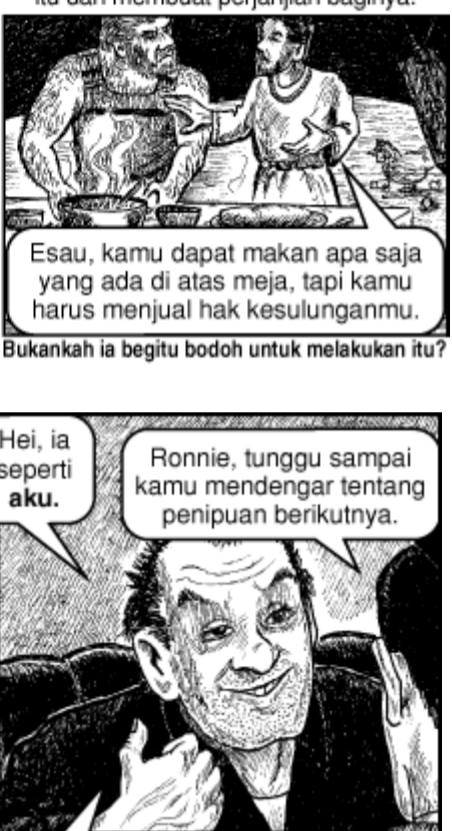 itu dan membuat perjanjian baginya.
Esau, kamu dapat makan apa saja
yang ada di atas meja, tapi kamu
harus menjual hak kesulunganmu.
Bukankah ia begitu bodoh untuk melakukan itu?
Hei, ia
seperti
aku.
Ronnie, tunggu sampai
kamu mendengar tentang
penipuan berikutnya.